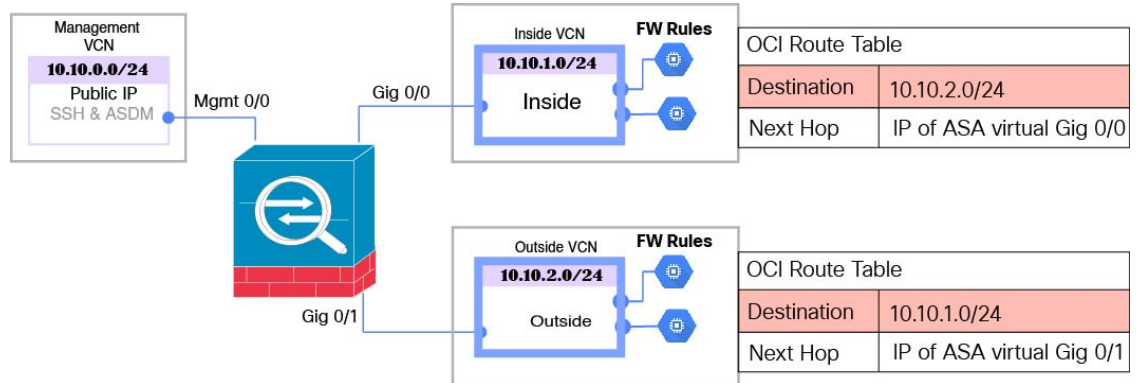 Management
VCN
10.10.0.0/24
Public IP
SSH & ASDM
Mgmt 0/0
Gig 0/0
Gig 0/1
Inside VCN
10.10.1.0/24
Inside
FW Rules
OCI Route Table
Destination 10.10.2.0/24
Next Hop IP of ASA virtual Gig 0/0
Outside VCN
10.10.2.0/24
Outside
FW Rules
OCI Route Table
Destination 10.10.1.0/24
Next Hop IP of ASA virtual Gig 0/1